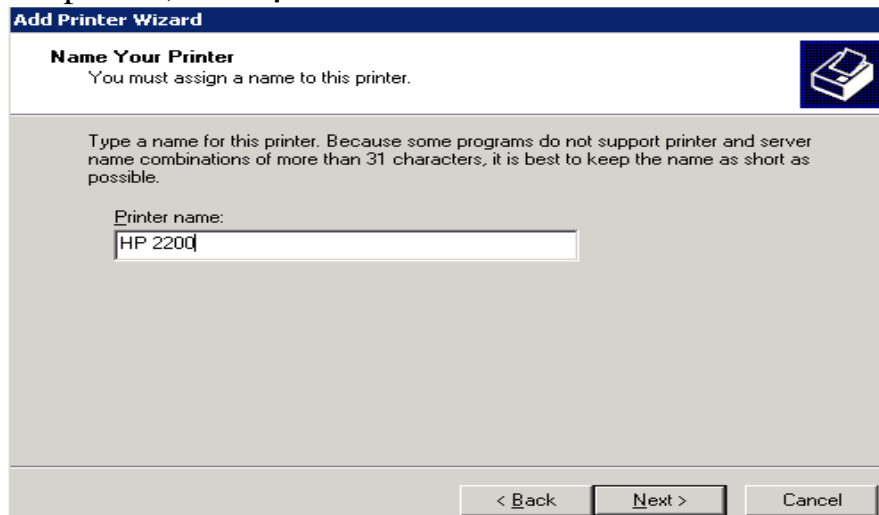 Add Printer Wizard
Name Your Printer
You must assign a name to this printer.
Type a name for this printer. Because some programs do not support printer and server
name combinations of more than 31 characters, it is best to keep the name as short as
possible.
Printer name:
HP 2200
< Back Next > Cancel